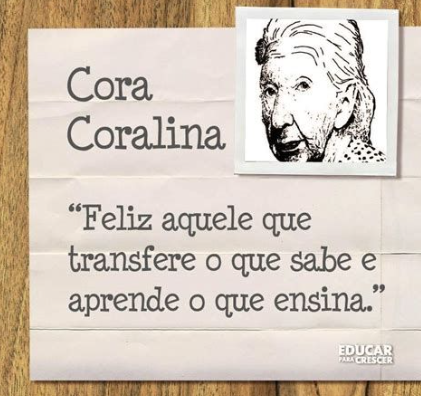 Cora
Coralina
“Feliz aquele que
transfere o que sabe e
aprende o que ensina.”
EDUCAR
PARA CRESCER